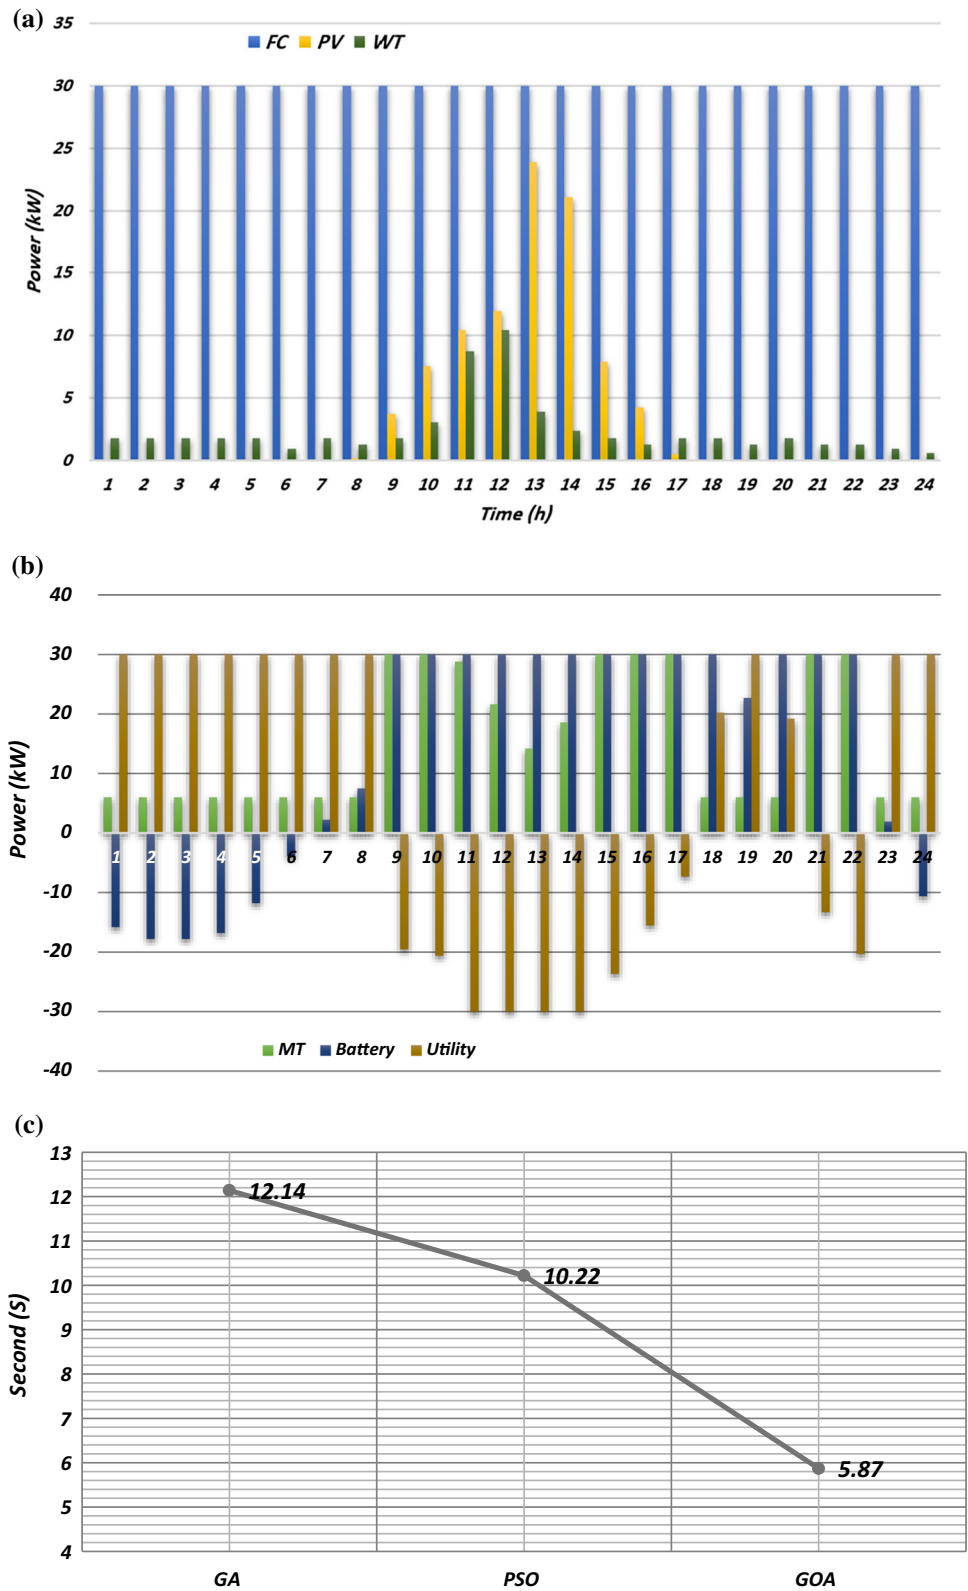 (a)
35
FC PV WT
30
25
20
15
10
5
0
Power (kW)
1 2 3 4 5 6 7 8 9 10 11 12 13 14 15 16 17 18 19 20 21 22 23 24
Time (h)
(b)
40
30
20
10
0
-10
-20
-30
-40
Power (kW)
1 2 3 4 5 6 7 8 9 10 11 12 13 14 15 16 17 18 19 20 21 22 23 24
MT Battery Utility
(c)
13
12
11
10
9
8
7
6
5
4
Second (S)
12.14
10.22
5.87
GA PSO GOA